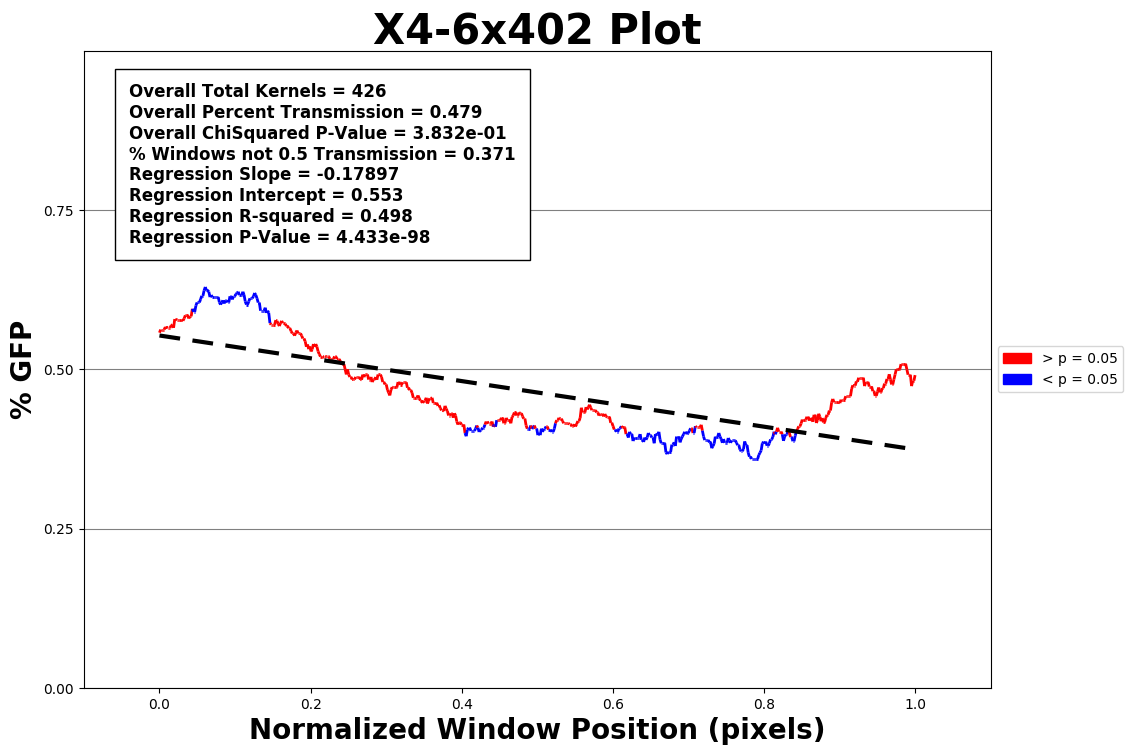 X4-6x402 Plot
Overall Total Kernels = 426
Overall Percent Transmission = 0.479
Overall ChiSquared P-Value = 3.832e-01
% Windows not 0.5 Transmission = 0.371
Regression Slope = -0.17897
Regression Intercept = 0.553
Regression R-squared = 0.498
Regression P-Value = 4.433e-98
% GFP
0.75
0.50
0.25
0.00
> p = 0.05
< p = 0.05
0.0 0.2 0.4 0.6 0.8 1.0
Normalized Window Position (pixels)